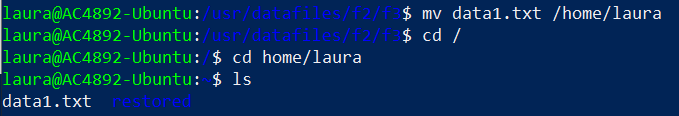 laura@AC4892-Ubuntu:/usr/datafiles/f2/f3$ mv data1.txt /home/laura
laura@AC4892-Ubuntu:/usr/datafiles/f2/f3$ cd /
laura@AC4892-Ubuntu:/$ cd home/laura
laura@AC4892-Ubuntu:~$ ls
data1.txt  restored